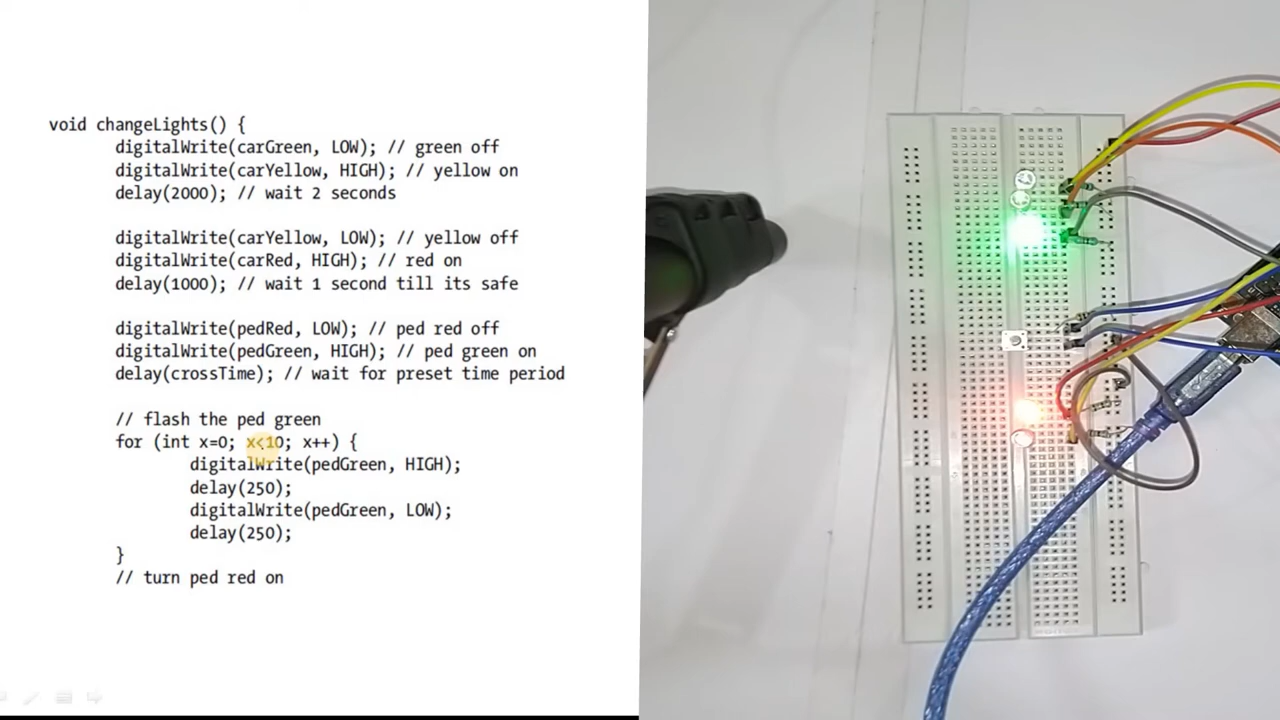 void changeLights() {
digitalWrite(carGreen, LOW); // green off
digitalWrite(carYellow, HIGH); // yellow on
delay(2000); // wait 2 seconds
digitalWrite(carYellow, LOW); // yellow off
digitalWrite(carRed, HIGH); // red on
delay(1000); // wait 1 second till its safe
digitalWrite(pedRed, LOW); // ped red off
digitalWrite(pedGreen, HIGH); // ped green on
delay(crossTime); // wait for preset time period
// flash the ped green
for (int x=0; x<10; x++) {
digitalWrite(pedGreen, HIGH);
delay(250);
digitalWrite(pedGreen, LOW);
delay(250);
}
// turn ped red on